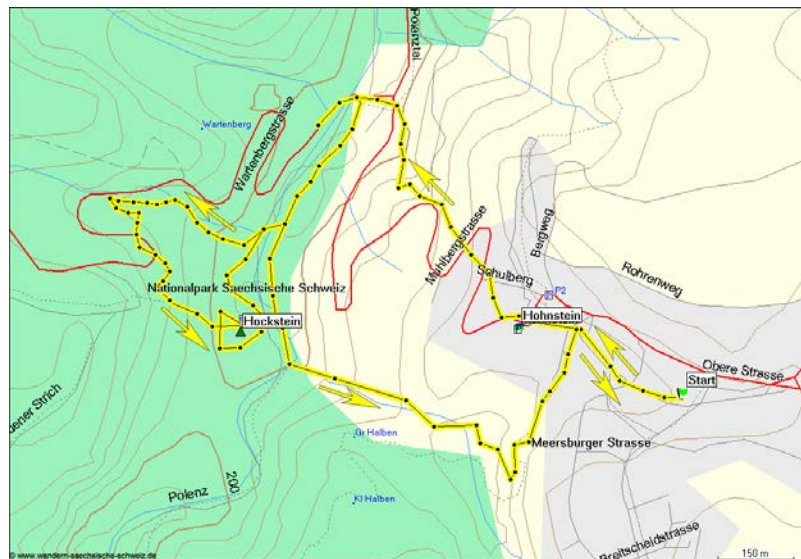 Polenztal
Wartenberg
Wartenbergstrasse
Mühlbergstrasse
Bergweg
Schulberg
Rohrenweg
P2
Nationalpark Saechsische Schweiz
Hockstein
Hohnstein
Obere Strasse
Start
dener Strich
Gr Halben
Meersburger Strasse
Polenz
200
Kl Halben
Breitscheidstrasse
© www.wandern-saechsische-schweiz.de
150 m